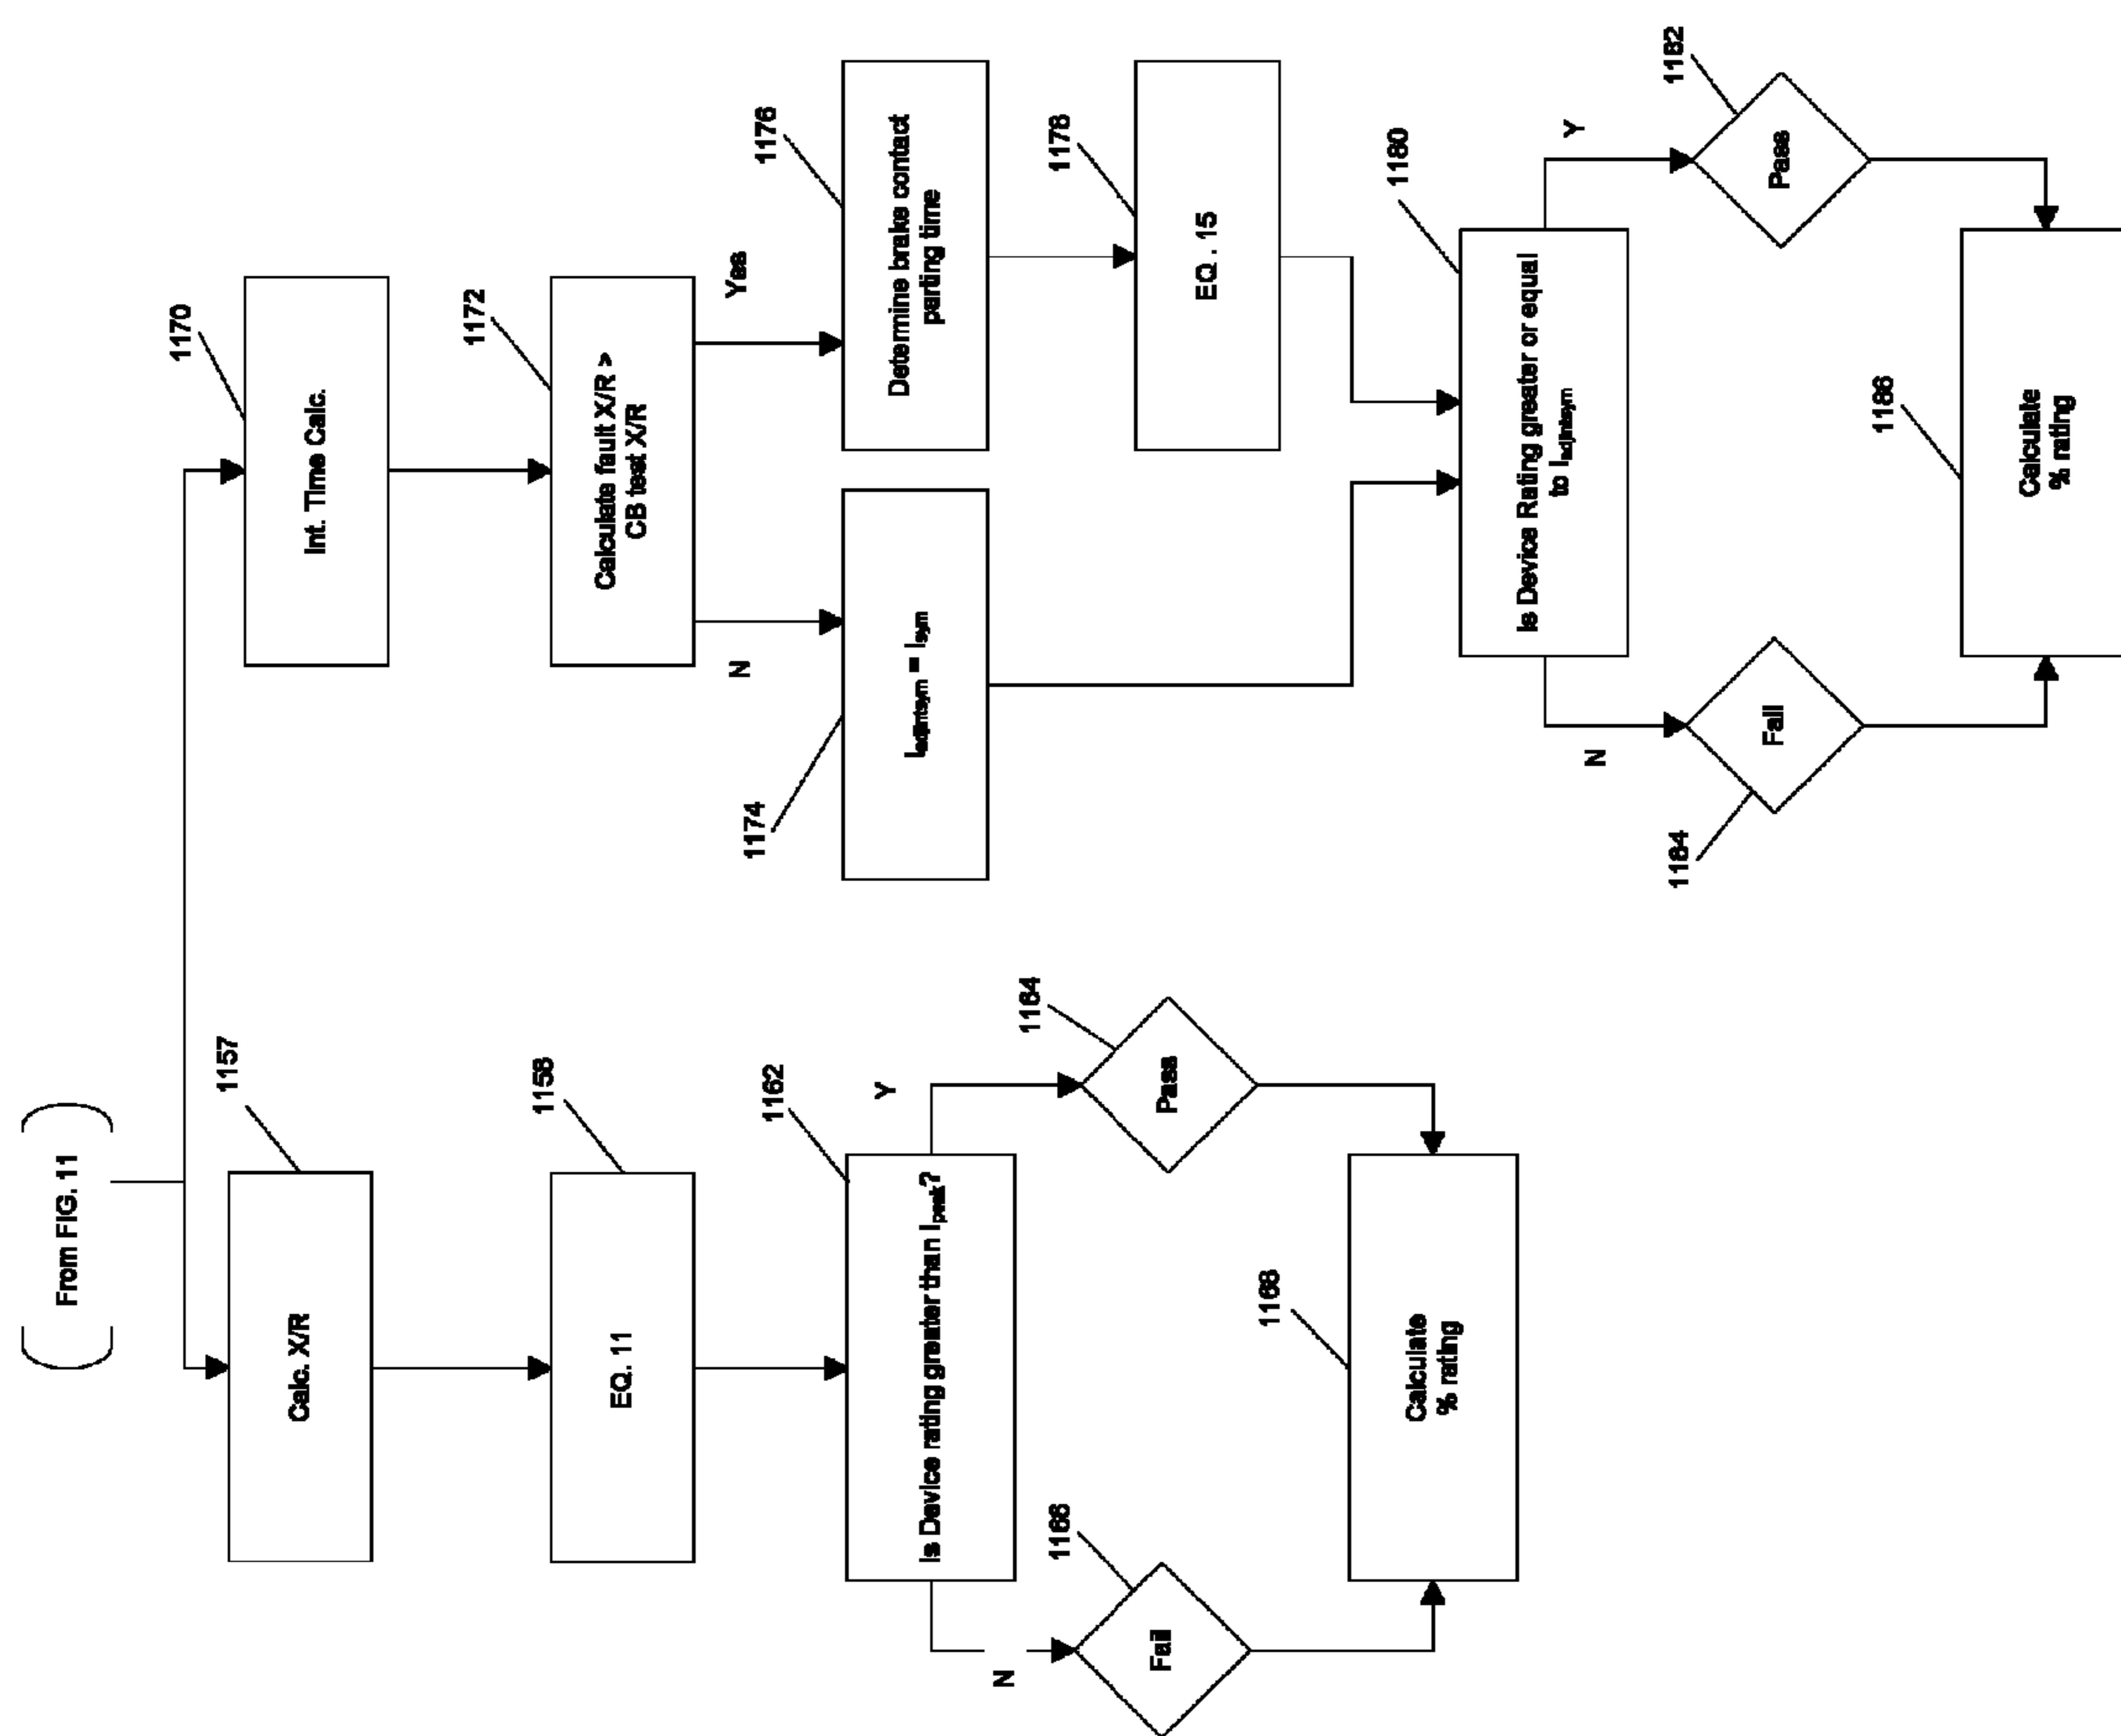 From FIG. 11
1157
Calc. X/R
1158
EQ. 11
1162
Is Device rating greater than Ipeak?
N
Y
1166
Fail
1164
Pass
1168
Calculate
% rating
1170
Int. Time Calc.
1172
Calculate fault X/R >
CB test X/R
N
Yes
1174
Iadjintsym = Isym
1176
Determine brake contact
parting time
1178
EQ. 15
1180
Is Device Rating greater or equal
to Iadjintsym
N
Y
1184
Fail
1182
Pass
1186
Calculate
% rating